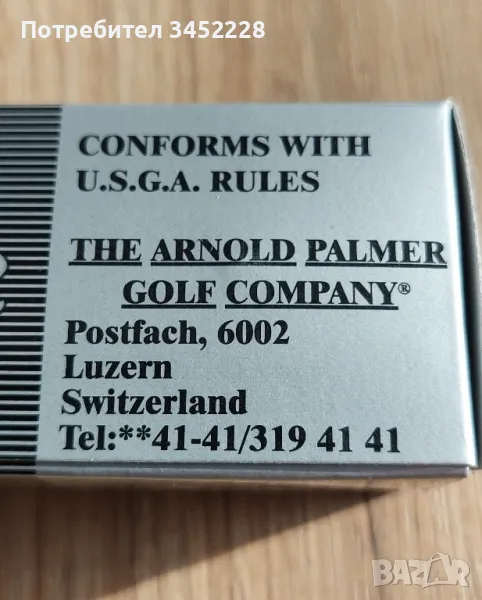 Потребител 3452228
CONFORMS WITH
U.S.G.A. RULES
THE ARNOLD PALMER
GOLF COMPANY®
Postfach, 6002
Luzern
Switzerland
Tel:**41-41/319 41 41
BAZAR